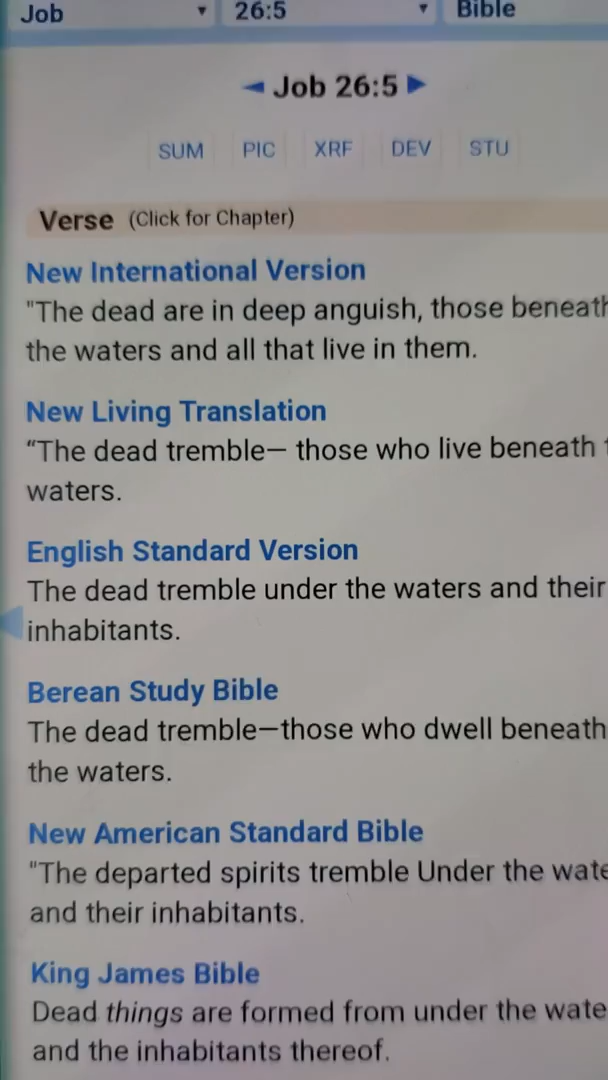 Job 26:5 Bible
Job 26:5
SUM PIC XRF DEV STU
Verse (Click for Chapter)
New International Version
"The dead are in deep anguish, those beneath
the waters and all that live in them.
New Living Translation
“The dead tremble— those who live beneath
waters.
English Standard Version
The dead tremble under the waters and their
inhabitants.
Berean Study Bible
The dead tremble—those who dwell beneath
the waters.
New American Standard Bible
"The departed spirits tremble Under the
and their inhabitants.
King James Bible
Dead things are formed from under the
and the inhabitants thereof.